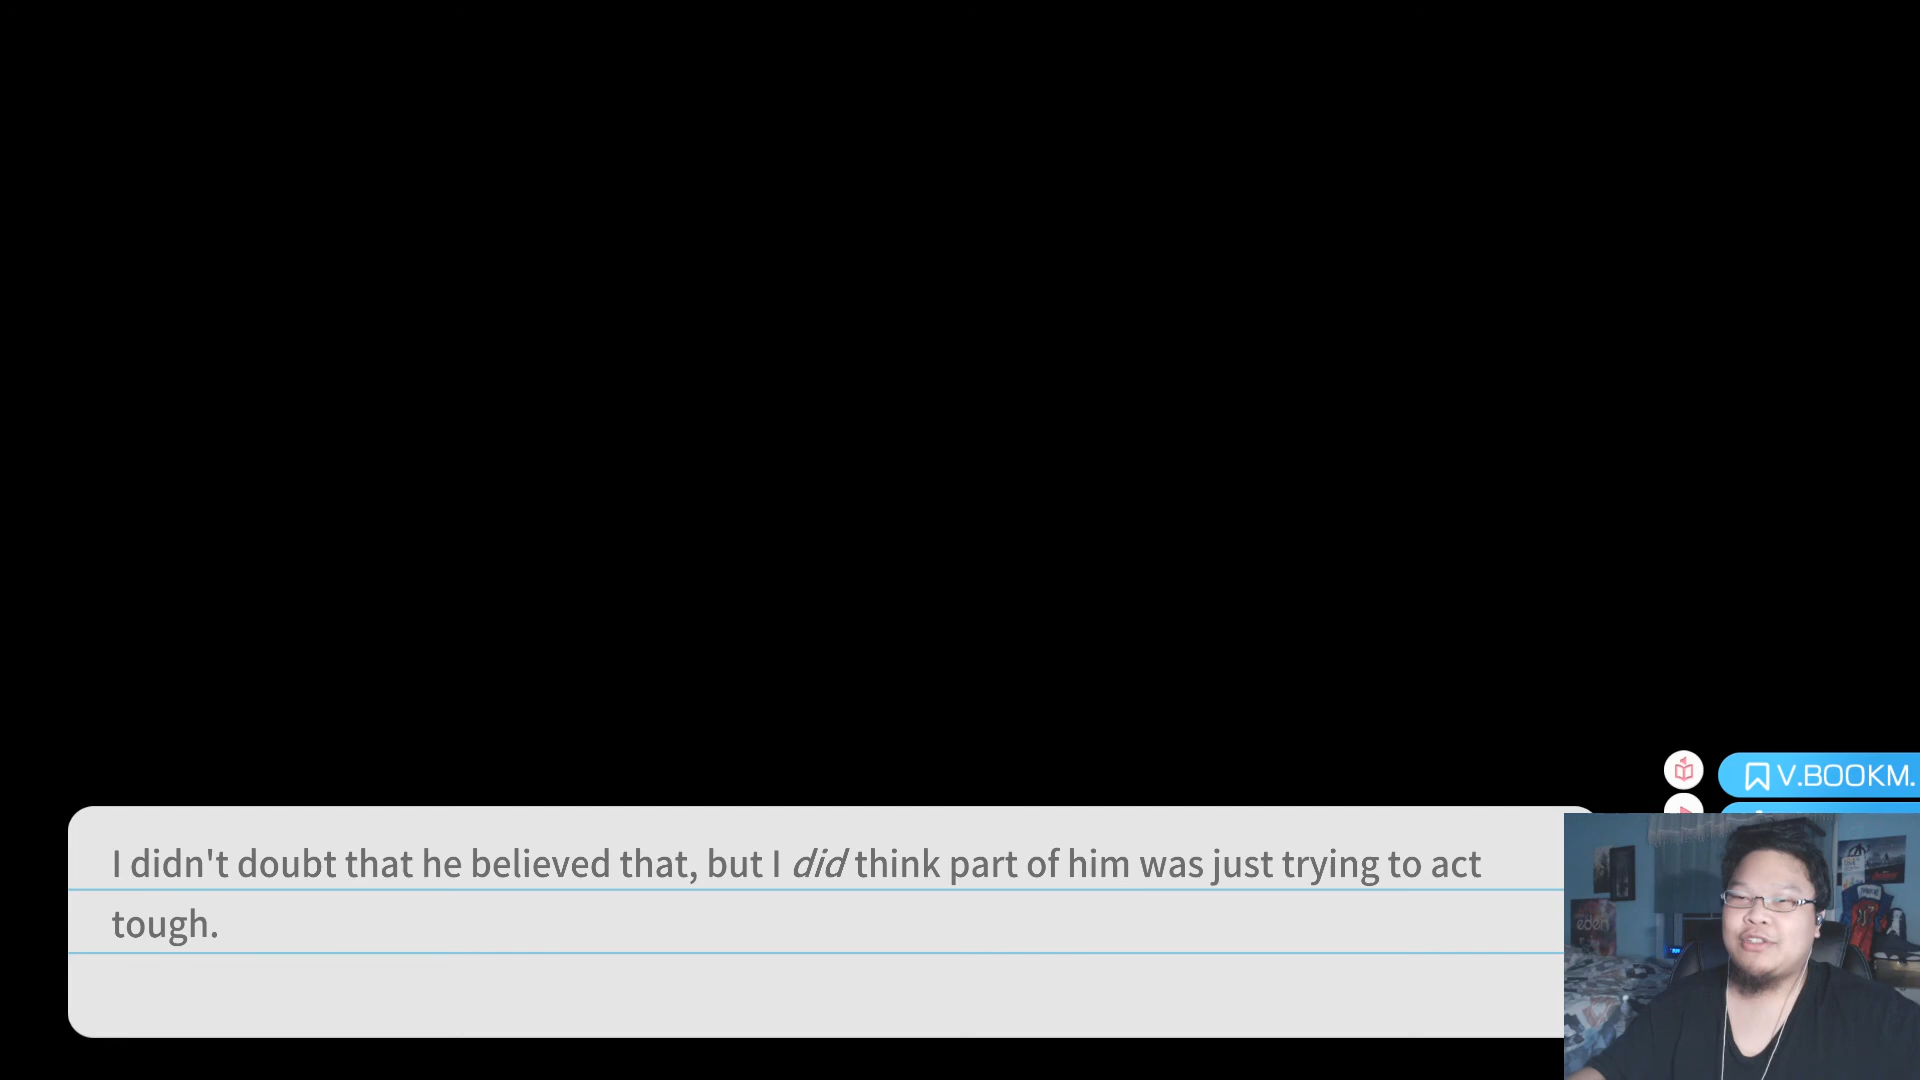 V.BOOKM.
I didn't doubt that he believed that, but I did think part of him was just trying to act
tough.
eden